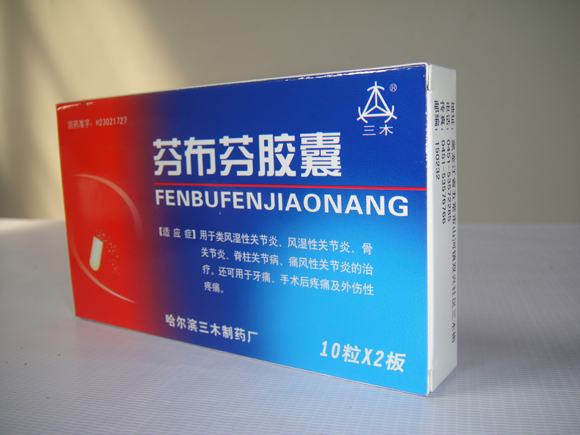 国药准字：H23021727
®
三木
芬布芬胶囊
FENBUFENJIAONANG
【适应症】用于类风湿性关节炎、风湿性关节炎、骨
关节炎、脊柱关节病、痛风性关节炎的治
疗。还可用于牙痛、手术后疼痛及外伤性
疼痛。
哈尔滨三木制药厂
10粒X2板
邮编：150232